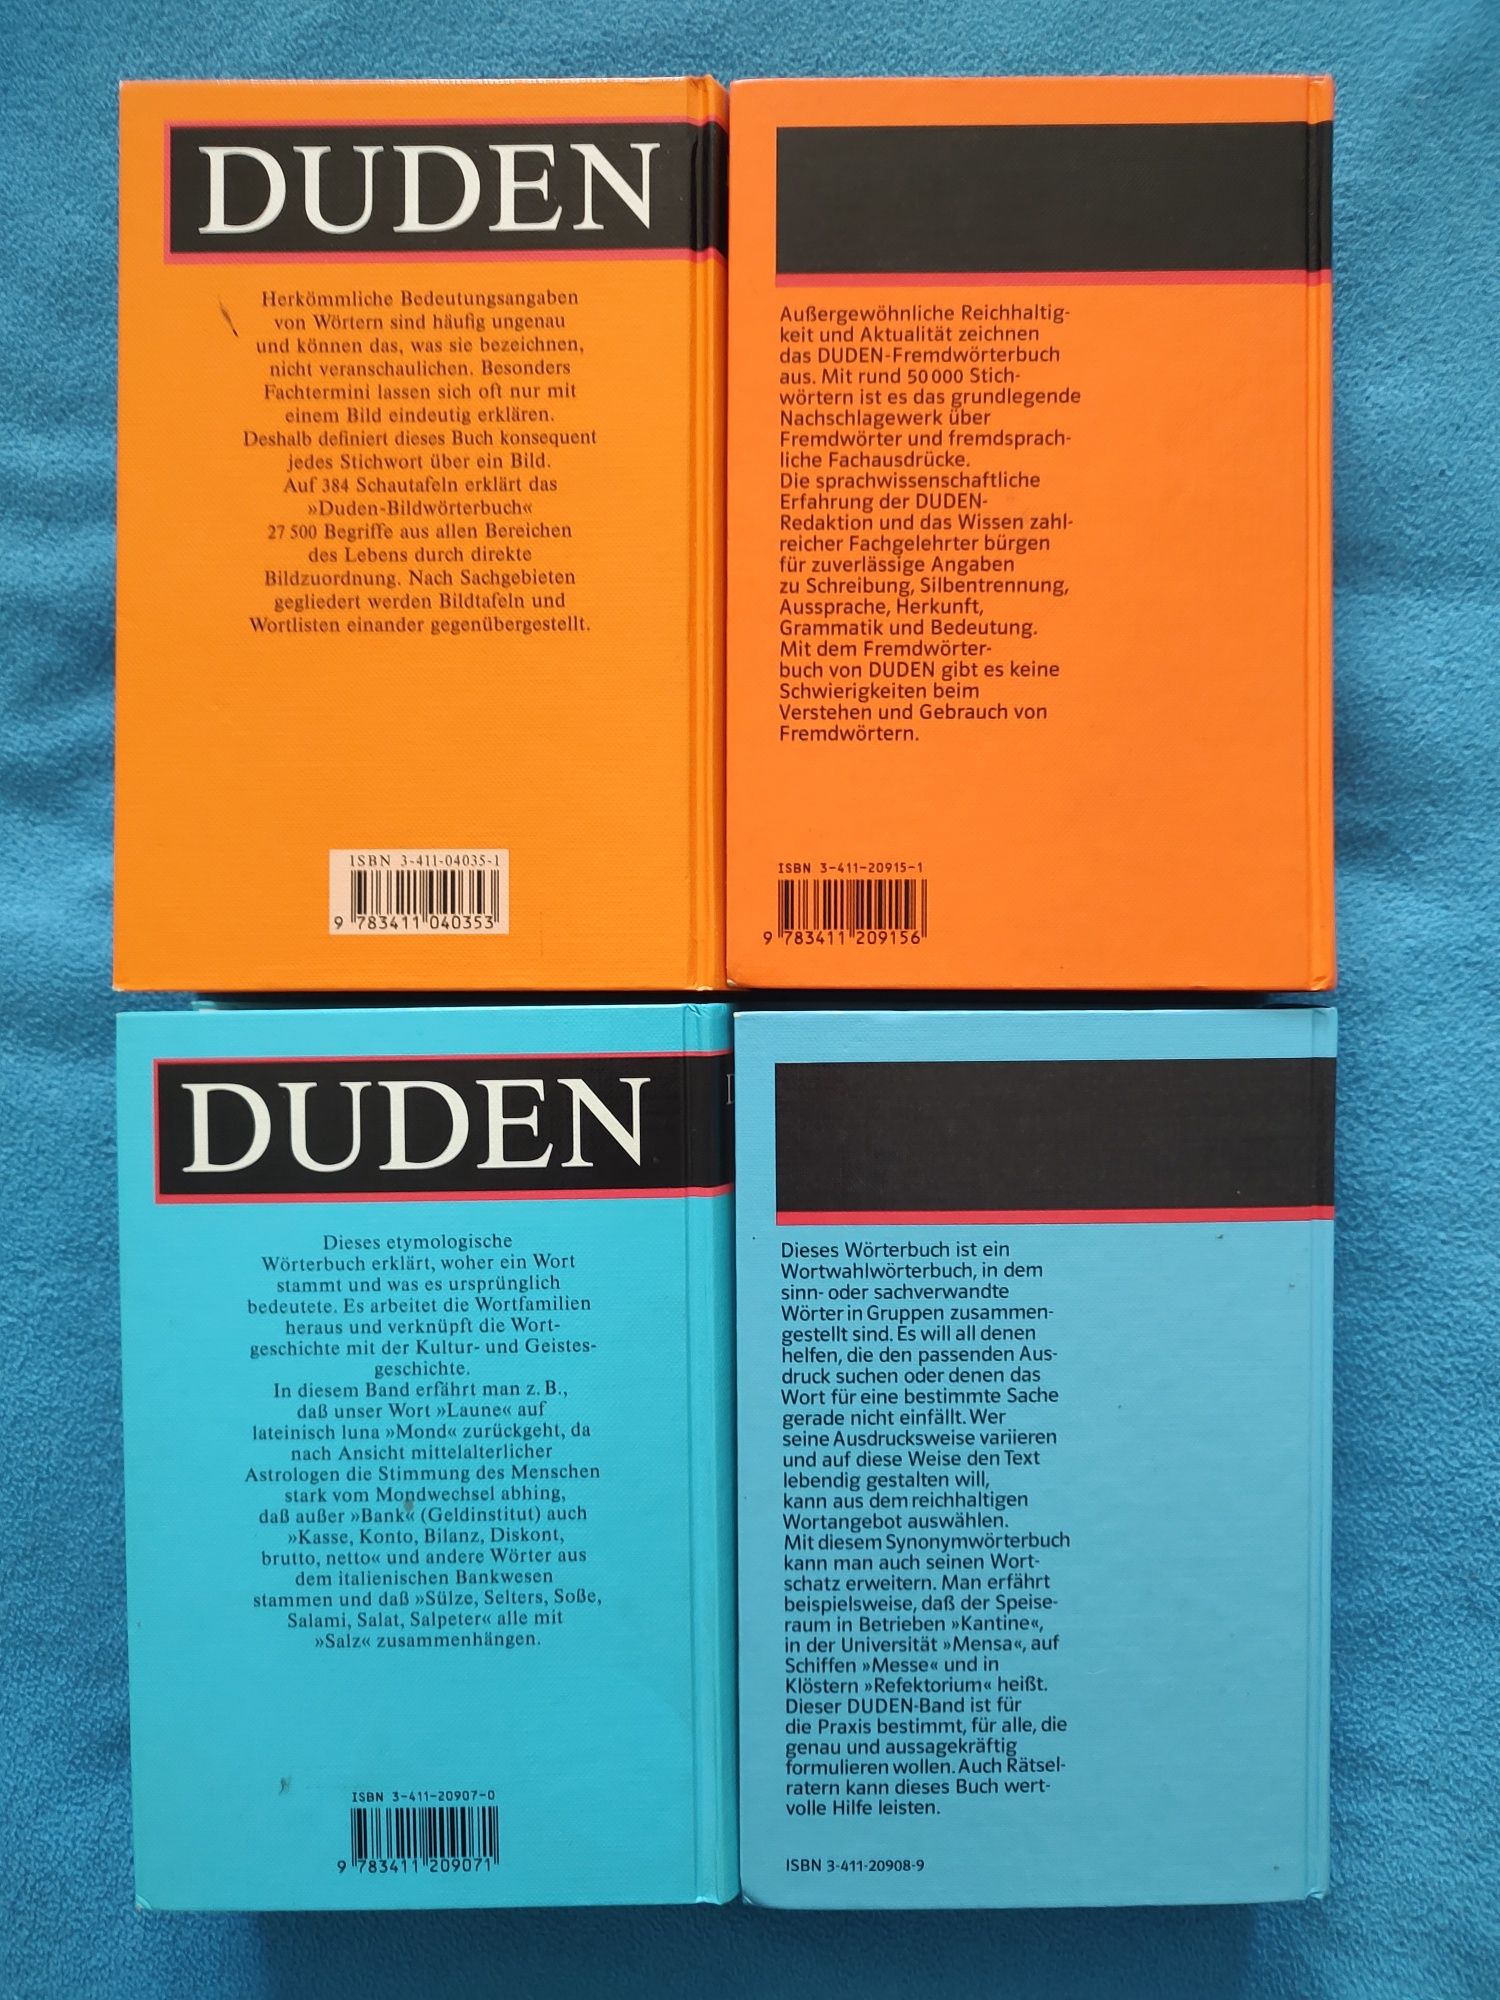 DUDEN
Herkömmliche Bedeutungsangaben
von Wörtern sind häufig ungenau
und können das, was sie bezeichnen,
nicht veranschaulichen. Besonders
Fachtermini lassen sich oft nur mit
einem Bild eindeutig erklären.
Deshalb definiert dieses Buch konsequent
jedes Stichwort über ein Bild.
Auf 384 Schautafeln erklärt das
»Duden-Bildwörterbuch«
27 500 Begriffe aus allen Bereichen
des Lebens durch direkte
Bildzuordnung. Nach Sachgebieten
gegliedert werden Bildtafeln und
Wortlisten einander gegenübergestellt.
ISBN 3-411-04035-1
9 783411 040353
Außergewöhnliche Reichhaltig-
keit und Aktualität zeichnen
das DUDEN-Fremdwörterbuch
aus. Mit rund 50 000 Stich-
wörtern ist es das grundlegende
Nachschlagewerk über
Fremdwörter und fremdsprach-
liche Fachausdrücke.
Die sprachwissenschaftliche
Erfahrung der DUDEN-
Redaktion und das Wissen zahl-
reicher Fachgelehrter bürgen
für zuverlässige Angaben
zu Schreibung, Silbentrennung,
Aussprache, Herkunft,
Grammatik und Bedeutung.
Mit dem Fremdwörter-
buch von DUDEN gibt es keine
Schwierigkeiten beim
Verstehen und Gebrauch von
Fremdwörtern.
ISBN 3-411-20915-1
9 783411 209156
DUDEN
Dieses etymologische
Wörterbuch erklärt, woher ein Wort
stammt und was es ursprünglich
bedeutete. Es arbeitet die Wortfamilien
heraus und verknüpft die Wort-
geschichte mit der Kultur- und Geistes-
geschichte.
In diesem Band erfährt man z. B.,
daß unser Wort »Laune« auf
lateinisch luna »Mond« zurückgeht, da
nach Ansicht mittelalterlicher
Astrologen die Stimmung des Menschen
stark vom Mondwechsel abhing,
daß außer »Bank« (Geldinstitut) auch
»Kasse, Konto, Bilanz, Diskont,
brutto, netto« und andere Wörter aus
dem italienischen Bankwesen
stammen und daß »Sülze, Selters, Soße,
Salami, Salat, Salpeter« alle mit
»Salz« zusammenhängen.
ISBN 3-411-20907-0
9 783411 209071
Dieses Wörterbuch ist ein
Wortwahlwörterbuch, in dem
sinn- oder sachverwandte
Wörter in Gruppen zusammen-
gestellt sind. Es will all denen
helfen, die den passenden Aus-
druck suchen oder denen das
Wort für eine bestimmte Sache
gerade nicht einfällt. Wer
seine Ausdrucksweise variieren
und auf diese Weise den Text
lebendig gestalten will,
kann aus dem reichhaltigen
Wortangebot auswählen.
Mit diesem Synonymwörterbuch
kann man auch seinen Wort-
schatz erweitern. Man erfährt
beispielsweise, daß der Speise-
raum in Betrieben »Kantine«,
in der Universität »Mensa«, auf
Schiffen »Messe« und in
Klöstern »Refektorium« heißt.
Dieser DUDEN-Band ist für
die Praxis bestimmt, für alle, die
genau und aussagekräftig
formulieren wollen. Auch Rätsel-
ratern kann dieses Buch wert-
volle Hilfe leisten.
ISBN 3-411-20908-9